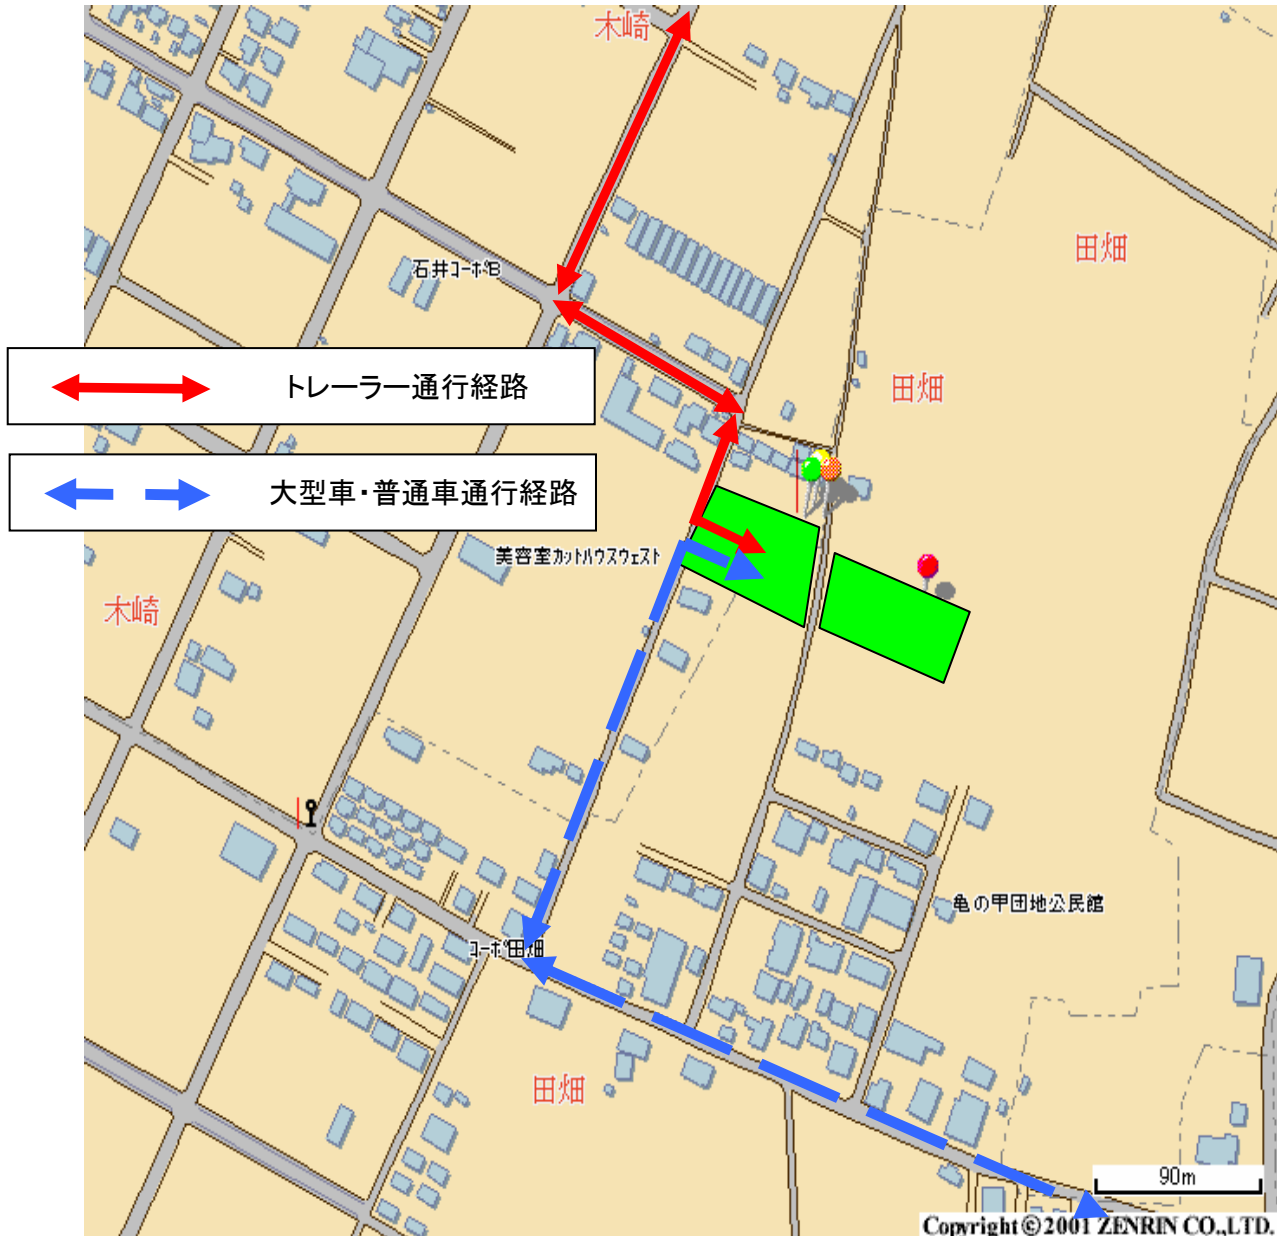 木崎
田畑
石井ｺｰﾎﾟB
トレーラー通行経路
田畑
大型車・普通車通行経路
美容室ｶｯﾄﾊｳｽｳｪｽﾄ
木崎
亀の甲団地公民館
ｺｰﾎﾟ田畑
田畑
90m
Copyright ©2001 ZENRIN CO.,LTD.